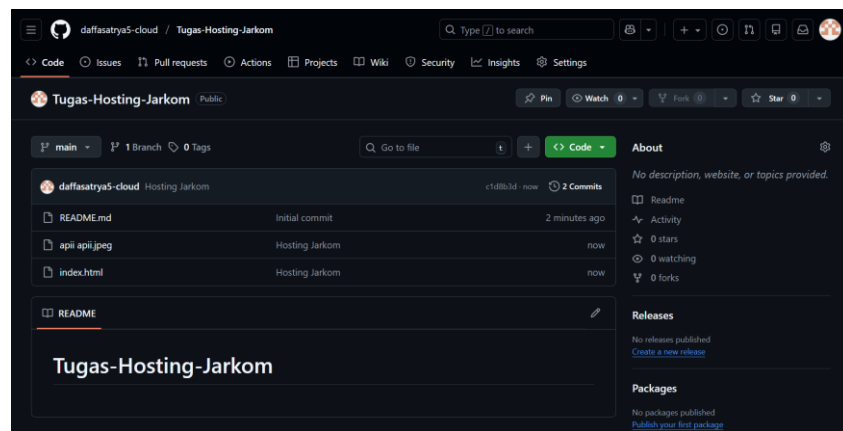 daffasatrya5-cloud / Tugas-Hosting-Jarkom
Type / to search
Code Issues Pull requests Actions Projects Wiki Security Insights Settings
Tugas-Hosting-Jarkom Public
Pin Watch 0 Fork 0 Star 0
main 1 Branch 0 Tags
Go to file t
Code
daffasatrya5-cloud Hosting Jarkom c1d8b3d · now 2 Commits
README.md Initial commit 2 minutes ago
apii apii.jpeg Hosting Jarkom now
index.html Hosting Jarkom now
README
Tugas-Hosting-Jarkom
About
No description, website, or topics provided.
Readme
Activity
0 stars
0 watching
0 forks
Releases
No releases published
Create a new release
Packages
No packages published
Publish your first package